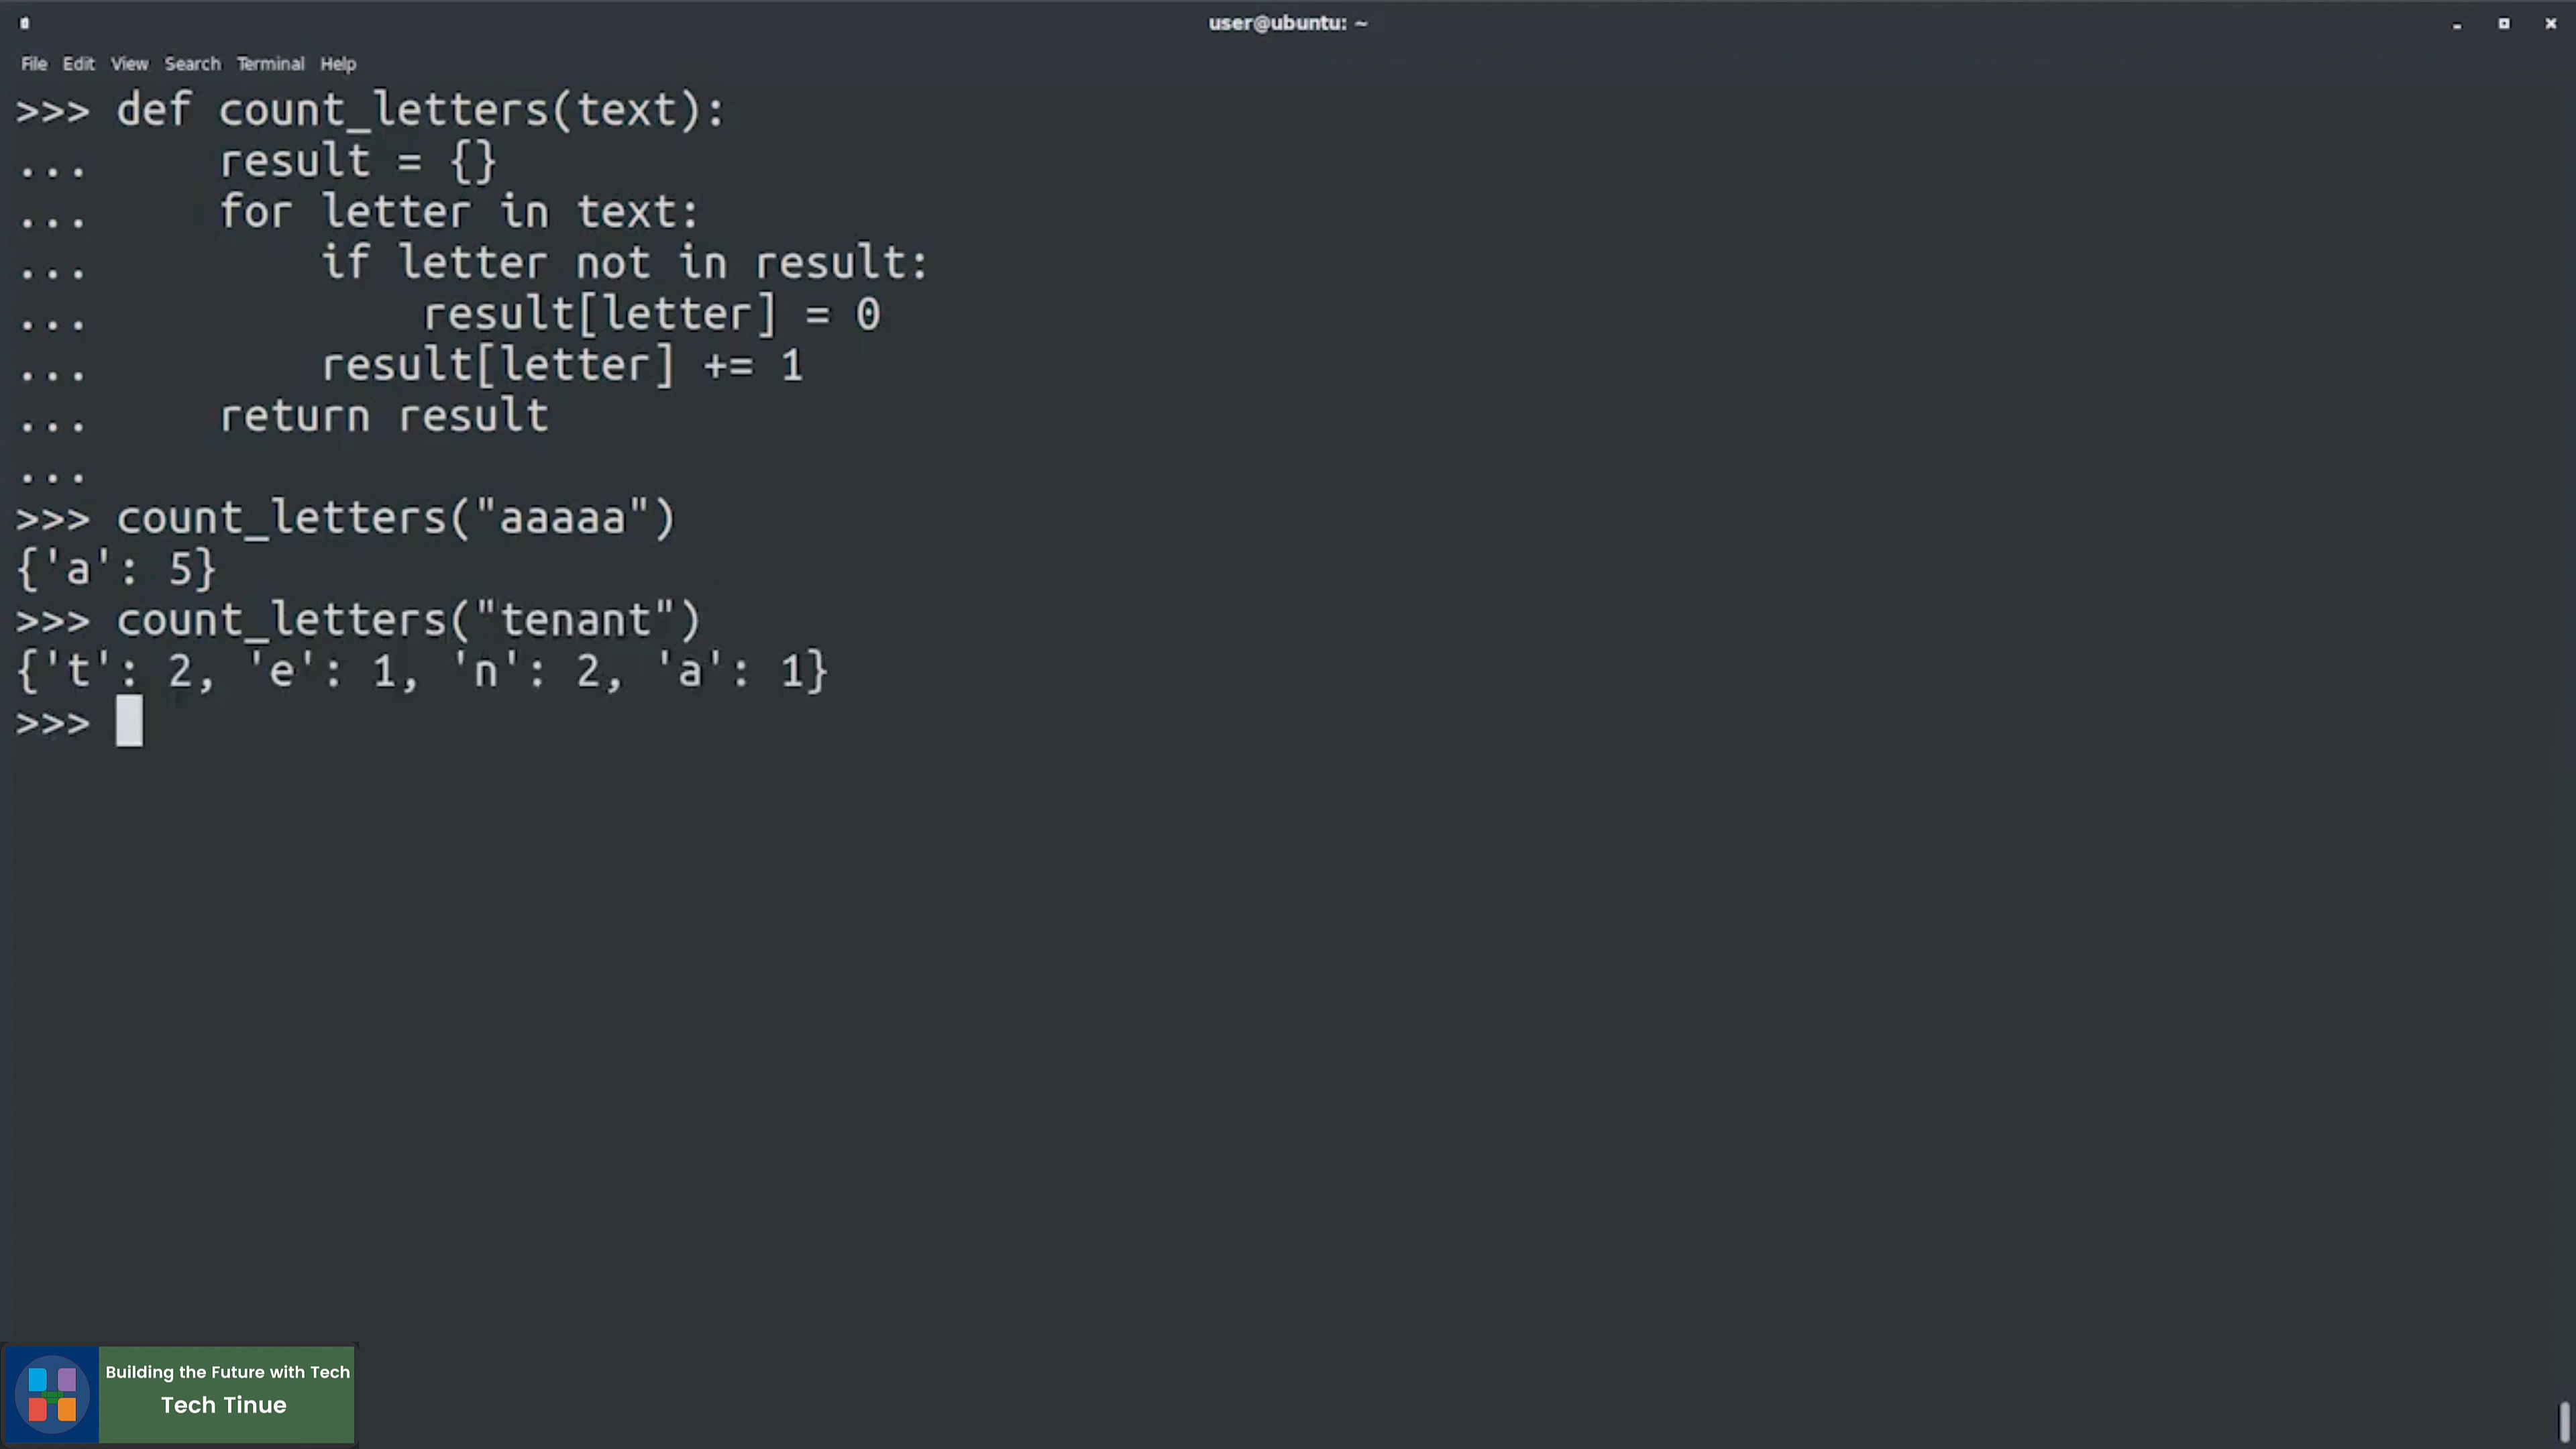 user@ubuntu: ~
File Edit View Search Terminal Help
>>> def count_letters(text):
...     result = {}
...     for letter in text:
...         if letter not in result:
...             result[letter] = 0
...         result[letter] += 1
...     return result
...
>>> count_letters("aaaaa")
{'a': 5}
>>> count_letters("tenant")
{'t': 2, 'e': 1, 'n': 2, 'a': 1}
>>>
Building the Future with Tech
Tech Tinue